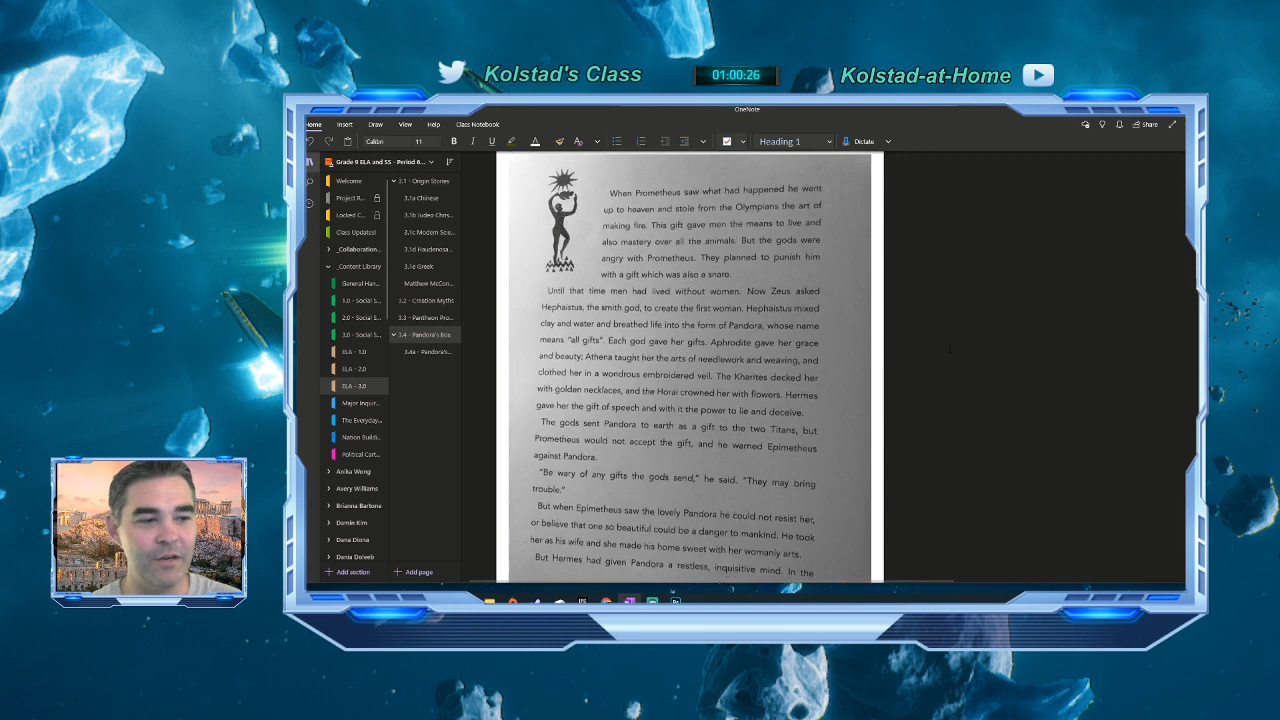 Kolstad's Class
01:00:26
Kolstad-at-Home
OneNote
Home
Insert
Draw
View
Help
Class Notebook
Share
Calibri
11
B
I
U
A
Heading 1
Dictate
Grade 9 ELA and SS - Period 6...
Welcome
Project R...
Locked C...
Class Updates!
_Collaboration...
_Content Library
General Han...
1.0 - Social S...
2.0 - Social S...
3.0 - Social S...
ELA - 1.0
ELA - 2.0
ELA - 3.0
Major Inquir...
The Everyday...
Nation Buildi...
Political Cart...
Anika Wong
Avery Williams
Brianna Bartone
Damin Kim
Dana Diona
Dania Doleeb
Add section
3.1 - Origin Stories
3.1a Chinese
3.1b Judeo Chris...
3.1c Modern Scie...
3.1d Haudenosa...
3.1e Greek
Matthew McCon...
3.2 - Creation Myths
3.3 - Pantheon Pro...
3.4 - Pandora's Box
3.4a - Pandora's...
Add page
When Prometheus saw what had happened he went
up to heaven and stole from the Olympians the art of
making fire. This gift gave men the means to live and
also mastery over all the animals. But the gods were
angry with Prometheus. They planned to punish him
with a gift which was also a snare.
Until that time men had lived without women. Now Zeus asked
Hephaistus, the smith god, to create the first woman. Hephaistus mixed
clay and water and breathed life into the form of Pandora, whose name
means "all gifts". Each god gave her gifts. Aphrodite gave her grace
and beauty; Athena taught her the arts of needlework and weaving, and
clothed her in a wondrous embroidered veil. The Kharites decked her
with golden necklaces, and the Horai crowned her with flowers. Hermes
gave her the gift of speech and with it the power to lie and deceive.
The gods sent Pandora to earth as a gift to the two Titans, but
Prometheus would not accept the gift, and he warned Epimetheus
against Pandora.
"Be wary of any gifts the gods send," he said. "They may bring
trouble."
But when Epimetheus saw the lovely Pandora he could not resist her,
or believe that one so beautiful could be a danger to mankind. He took
her as his wife and she made his home sweet with her womanly arts.
But Hermes had given Pandora a restless, inquisitive mind. In the